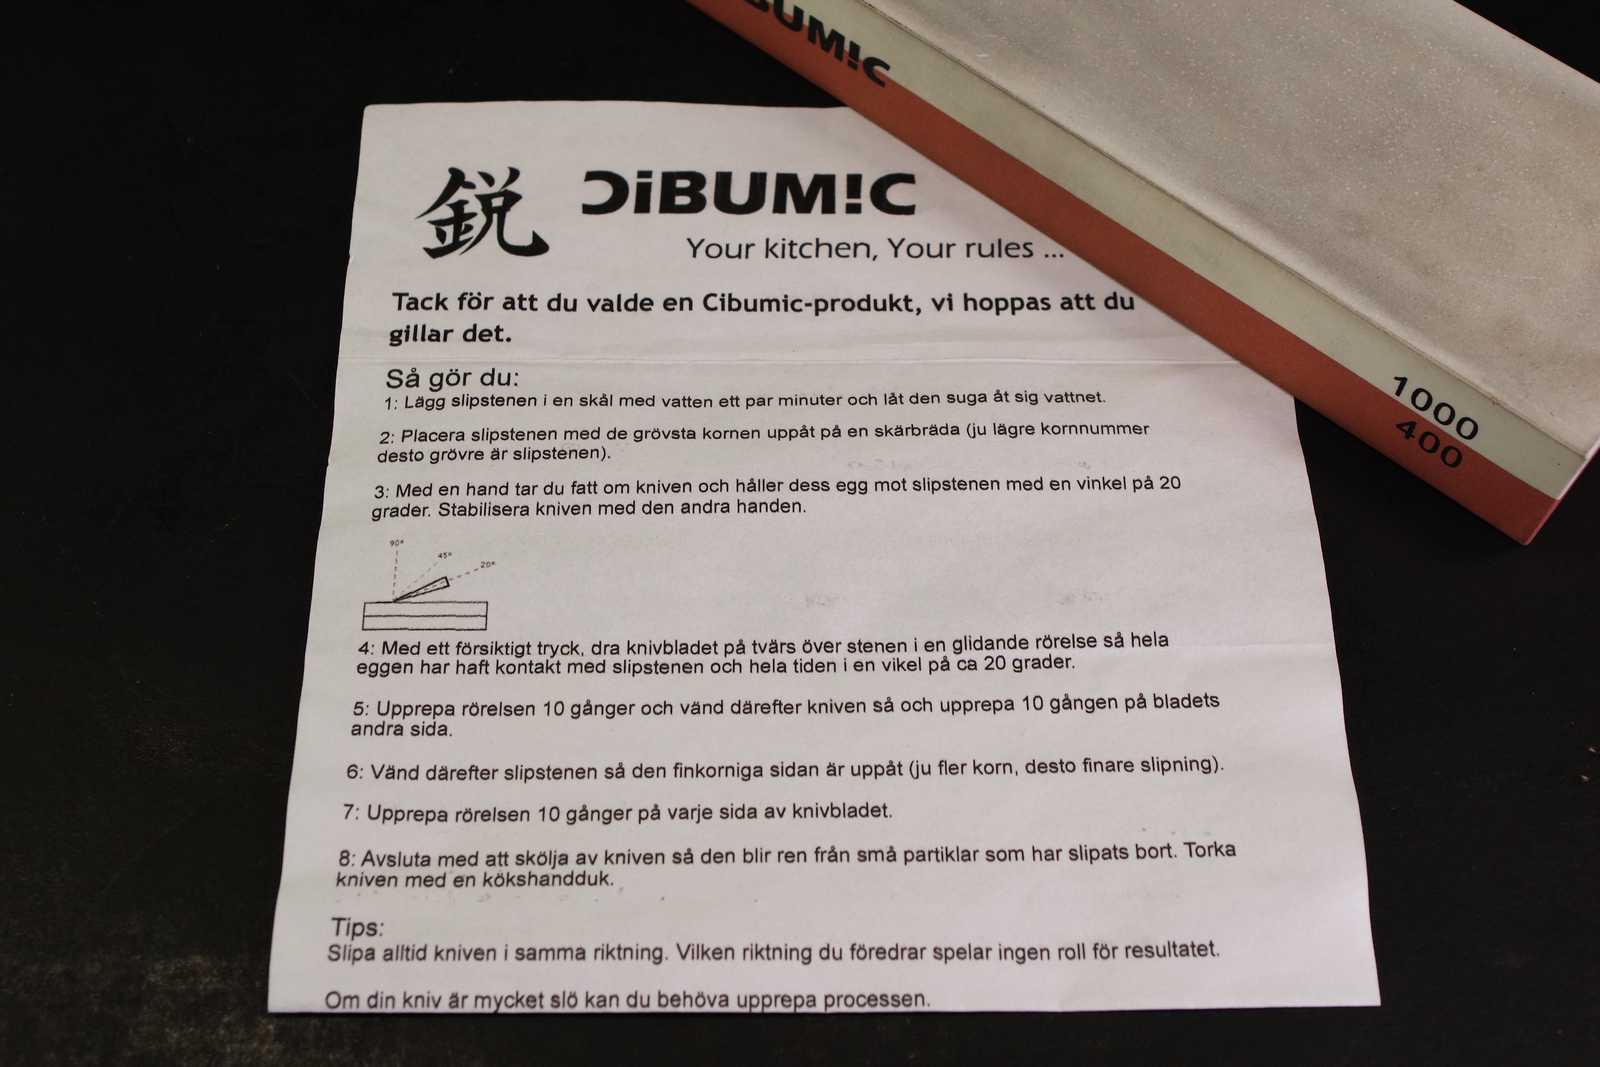 鋭
CiBUM!C
Your kitchen, Your rules ...
Tack för att du valde en Cibumic-produkt, vi hoppas att du
gillar det.
Så gör du:
1: Lägg slipstenen i en skål med vatten ett par minuter och låt den suga åt sig vattnet.
2: Placera slipstenen med de grövsta kornen uppåt på en skärbräda (ju lägre kornnummer
desto grövre är slipstenen).
3: Med en hand tar du fatt om kniven och håller dess egg mot slipstenen med en vinkel på 20
grader. Stabilisera kniven med den andra handen.
90°
45°
20°
4: Med ett försiktigt tryck, dra knivbladet på tvärs över stenen i en glidande rörelse så hela
eggen har haft kontakt med slipstenen och hela tiden i en vikel på ca 20 grader.
5: Upprepa rörelsen 10 gånger och vänd därefter kniven så och upprepa 10 gången på bladets
andra sida.
6: Vänd därefter slipstenen så den finkorniga sidan är uppåt (ju fler korn, desto finare slipning).
7: Upprepa rörelsen 10 gånger på varje sida av knivbladet.
8: Avsluta med att skölja av kniven så den blir ren från små partiklar som har slipats bort. Torka
kniven med en kökshandduk.
Tips:
Slipa alltid kniven i samma riktning. Vilken riktning du föredrar spelar ingen roll för resultatet.
Om din kniv är mycket slö kan du behöva upprepa processen.
BUM!C
1000
400